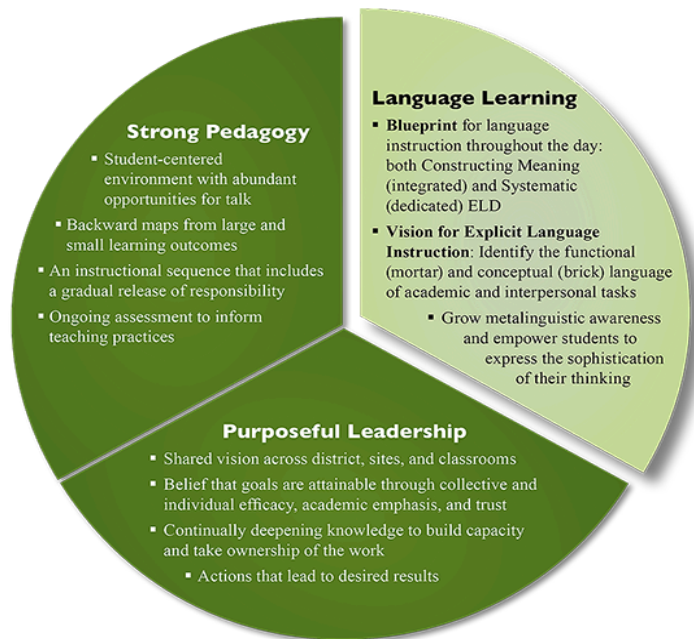 Strong Pedagogy
▪ Student-centered
environment with abundant
opportunities for talk
▪ Backward maps from large and
small learning outcomes
▪ An instructional sequence that includes
a gradual release of responsibility
▪ Ongoing assessment to inform
teaching practices
Language Learning
▪ Blueprint for language
instruction throughout the day:
both Constructing Meaning
(integrated) and Systematic
(dedicated) ELD
▪ Vision for Explicit Language
Instruction: Identify the functional
(mortar) and conceptual (brick) language
of academic and interpersonal tasks
▪ Grow metalinguistic awareness
and empower students to
express the sophistication
of their thinking
Purposeful Leadership
▪ Shared vision across district, sites, and classrooms
▪ Belief that goals are attainable through collective and
individual efficacy, academic emphasis, and trust
▪ Continually deepening knowledge to build capacity
and take ownership of the work
▪ Actions that lead to desired results